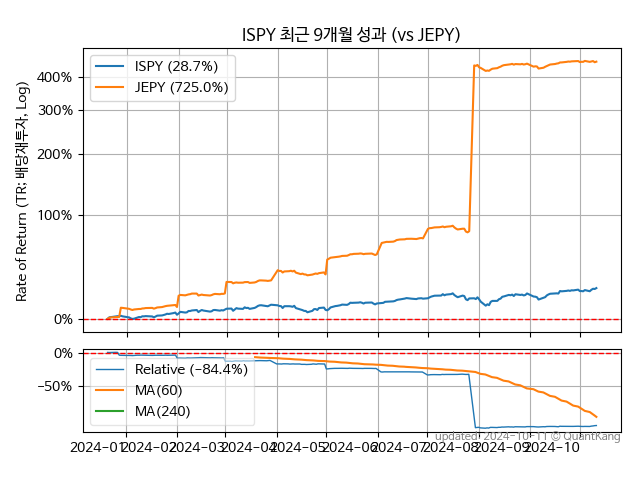 ISPY 최근 9개월 성과 (vs JEPY)
Rate of Return (TR: 배당재투자, Log)
400%
300%
200%
100%
0%
ISPY (28.7%)
JEPY (725.0%)
0%
−50%
Relative (−84.4%)
MA(60)
MA(240)
2024−01 2024−02 2024−03 2024−04 2024−05 2024−06 2024−07 2024−08 2024−09 2024−10
updated: 2024−10−11 © QuantKang